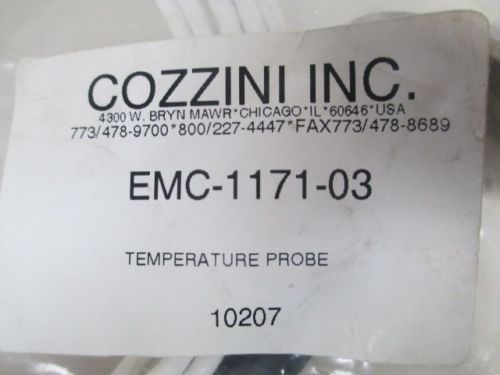 COZZINI INC.
4300 W. BRYN MAWR*CHICAGO*IL*60646*USA
773/478-9700*800/227-4447*FAX773/478-8689
EMC-1171-03
TEMPERATURE PROBE
10207